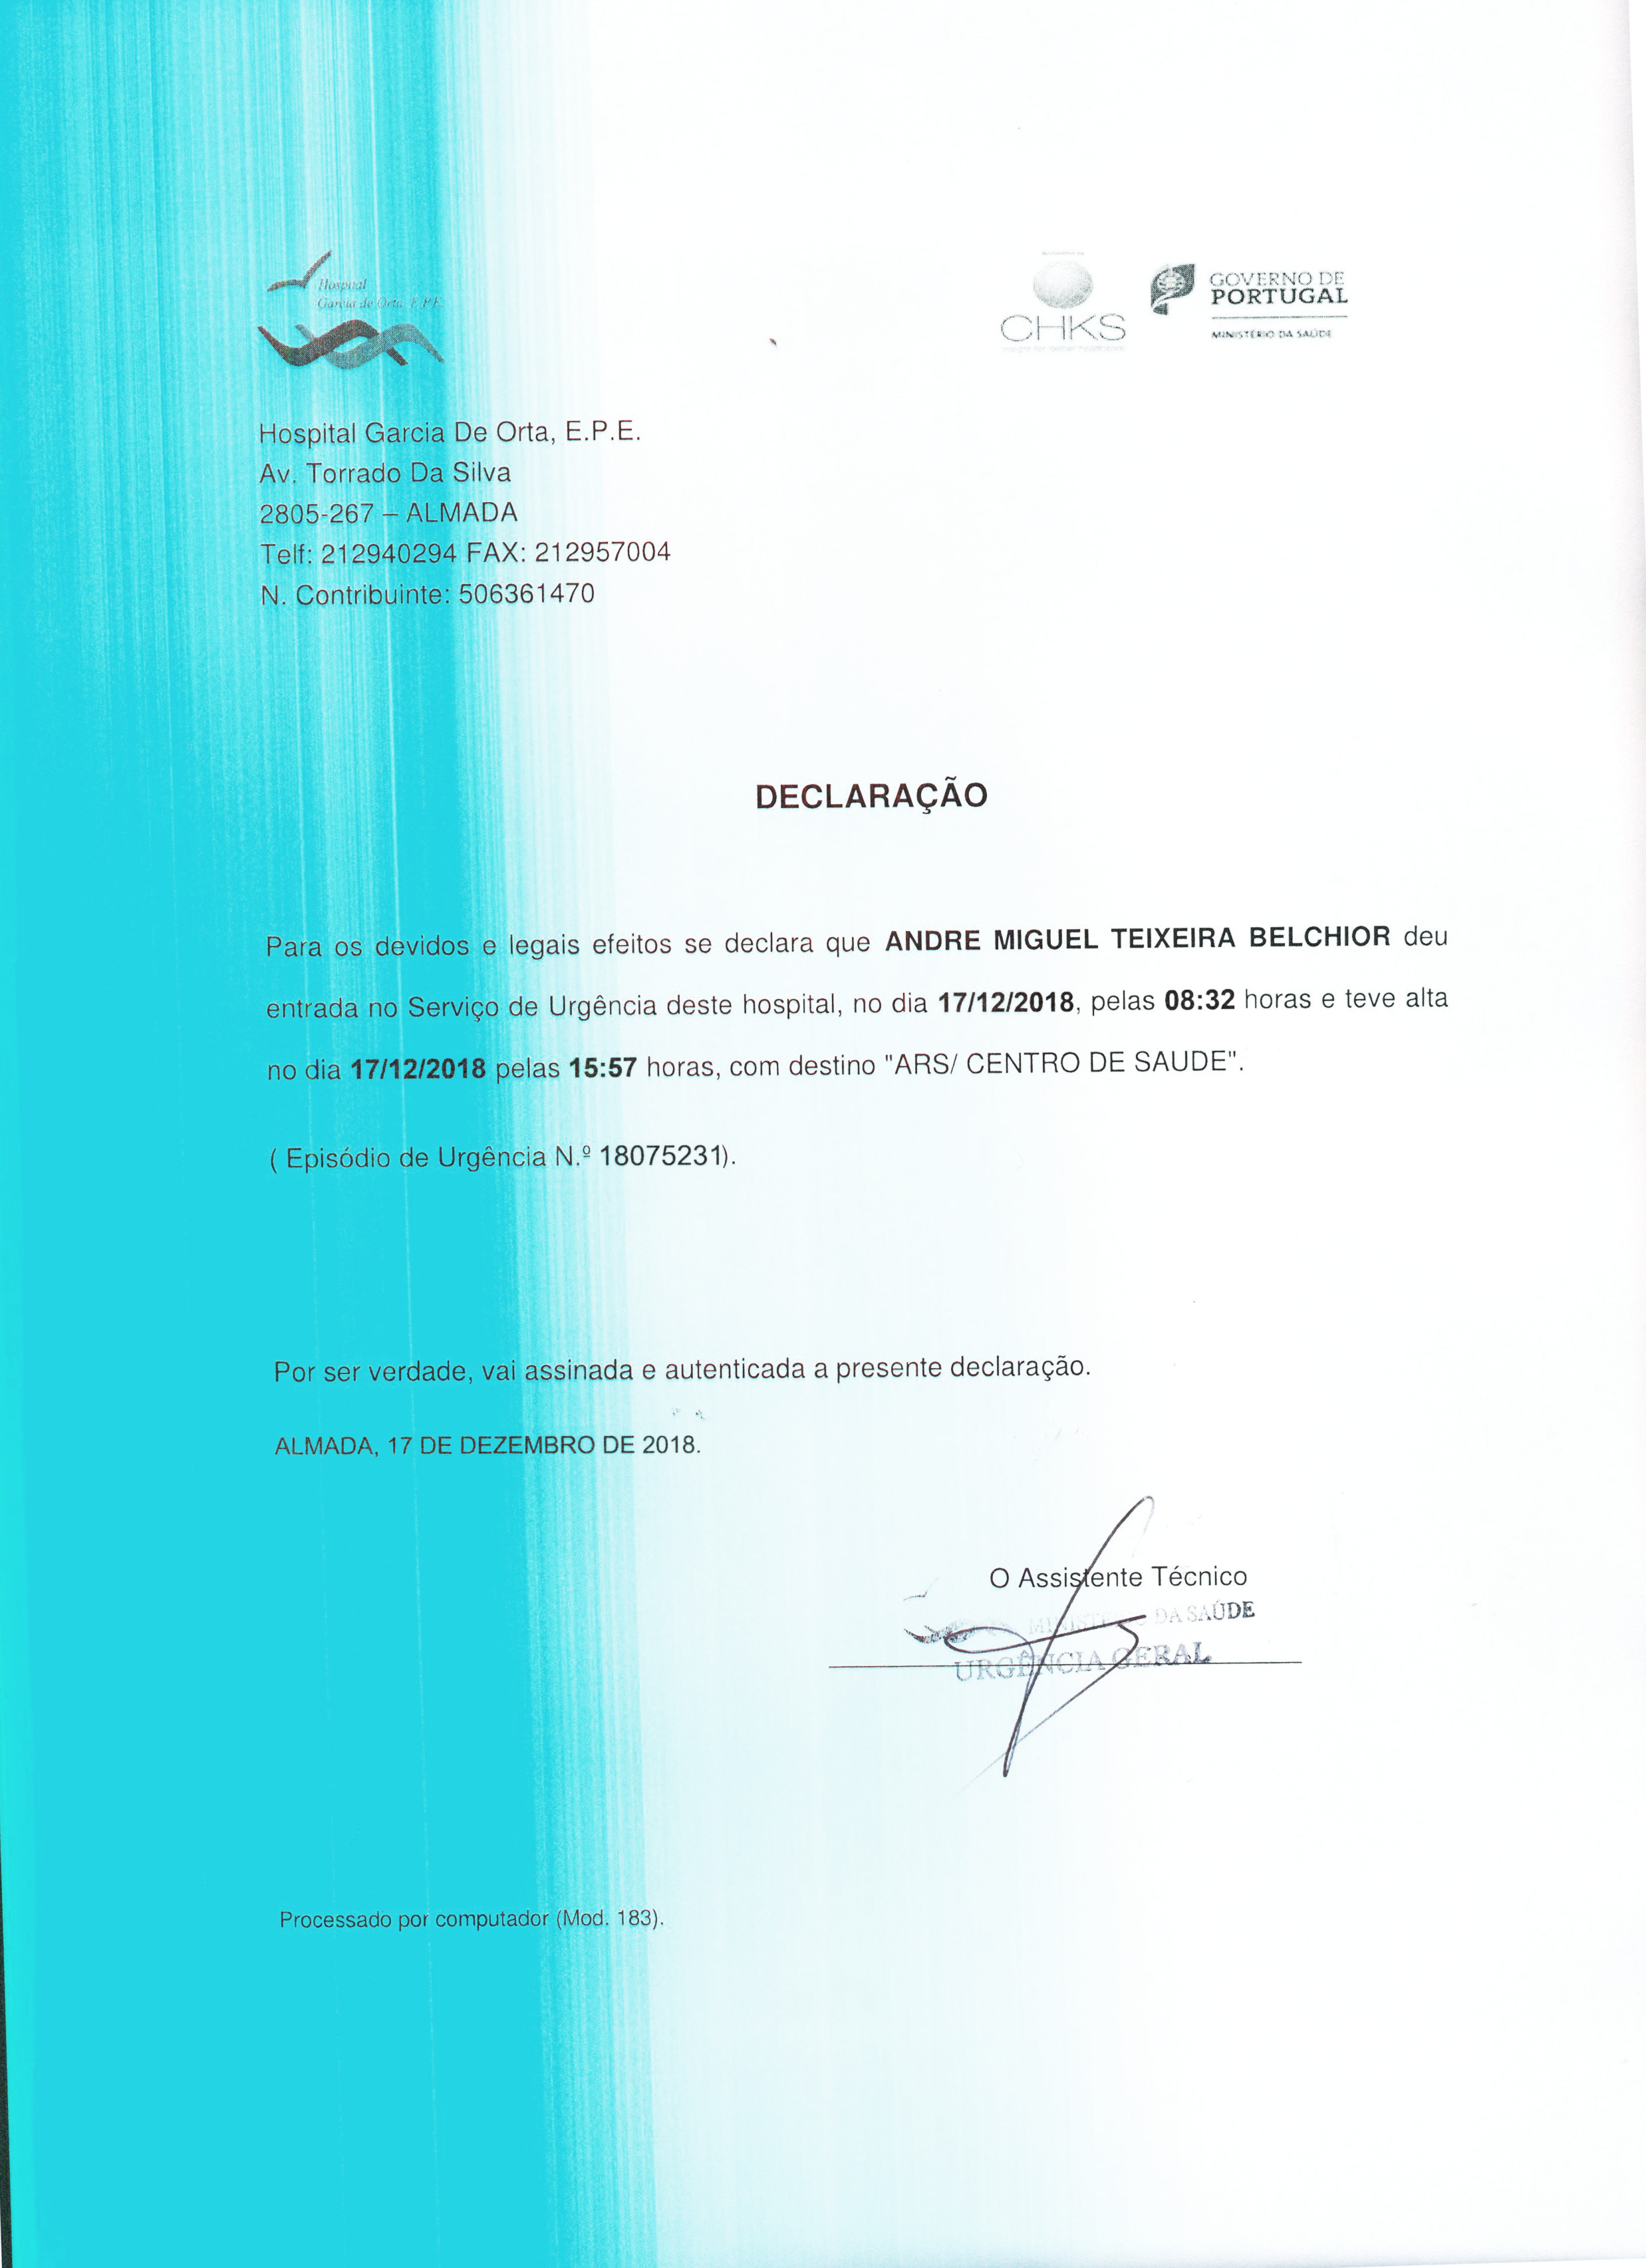 Hospital
Garcia de Orta, E.P.E.
CHKS
GOVERNO DE
PORTUGAL
MINISTÉRIO DA SAÚDE
Hospital Garcia De Orta, E.P.E.
Av. Torrado Da Silva
2805-267 – ALMADA
Telf: 212940294 FAX: 212957004
N. Contribuinte: 506361470
DECLARAÇÃO
Para os devidos e legais efeitos se declara que ANDRE MIGUEL TEIXEIRA BELCHIOR deu
entrada no Serviço de Urgência deste hospital, no dia 17/12/2018, pelas 08:32 horas e teve alta
no dia 17/12/2018 pelas 15:57 horas, com destino "ARS/ CENTRO DE SAUDE".
( Episódio de Urgência N.º 18075231).
Por ser verdade, vai assinada e autenticada a presente declaração.
ALMADA, 17 DE DEZEMBRO DE 2018.
O Assistente Técnico
MINISTÉRIO DA SAÚDE
URGÊNCIA GERAL
Processado por computador (Mod. 183).